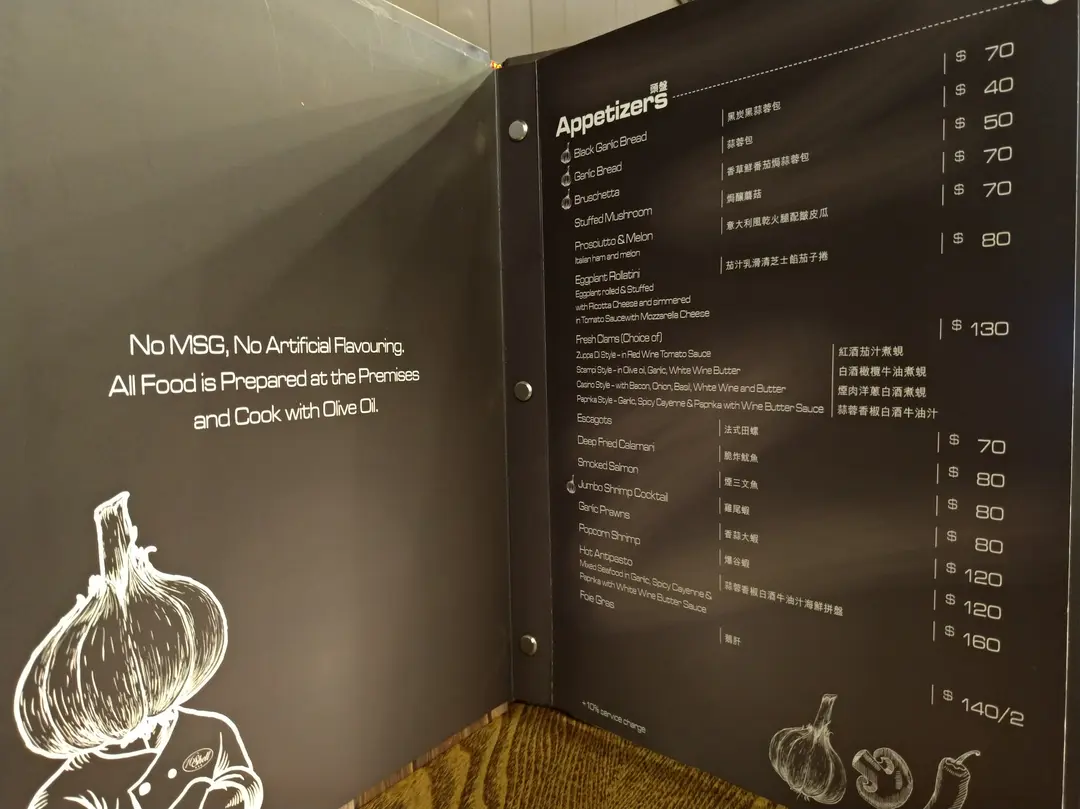 No MSG, No Artificial Flavouring.
All Food is Prepared at the Premises
and Cook with Olive Oil.
頭盤
Appetizers
Black Garlic Bread 黑炭黑蒜蓉包 $ 70
Garlic Bread 蒜蓉包 $ 40
Bruschetta 香草鮮番茄焗蒜蓉包 $ 50
Stuffed Mushroom 焗釀蘑菇 $ 70
Prosciutto & Melon 意大利風乾火腿配皺皮瓜 $ 70
Italian ham and melon
Eggplant Rollatini 茄汁乳滑清芝士餡茄子捲 $ 80
Eggplant rolled & Stuffed
with Ricotta Cheese and simmered
in Tomato Saucewith Mozzarella Cheese
Fresh Clams (Choice of) $ 130
Zuppa Di Style - in Red Wine Tomato Sauce 紅酒茄汁煮蜆
Scampi Style - in Olive oil, Garlic, White Wine Butter 白酒橄欖牛油煮蜆
Casino Style - with Bacon, Onion, Basil, White Wine and Butter 煙肉洋蔥白酒煮蜆
Paprika Style - Garlic, Spicy Cayenne & Paprika with Wine Butter Sauce 蒜蓉香椒白酒牛油汁
Escagots 法式田螺 $ 70
Deep Fried Calamari 脆炸魷魚 $ 80
Smoked Salmon 煙三文魚 $ 80
Jumbo Shrimp Cocktail 雞尾蝦 $ 80
Garlic Prawns 香蒜大蝦 $ 120
Popcorn Shrimp 爆谷蝦 $ 120
Hot Antipasto 蒜蓉香椒白酒牛油汁海鮮拼盤 $ 160
Mixed Seafood in Garlic, Spicy Cayenne &
Paprika with White Wine Butter Sauce
Foie Gras 鵝肝 $ 140/2
+10% service charge